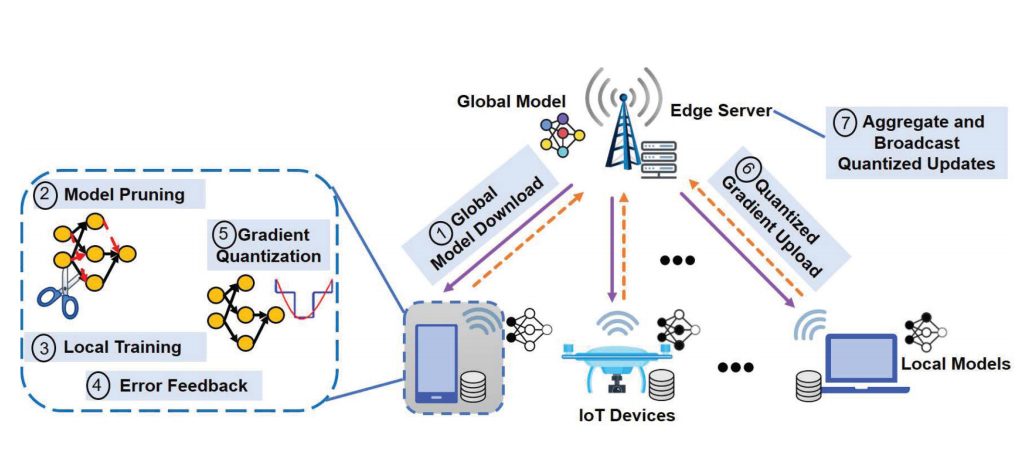 Global Model
Edge Server
7 Aggregate and
Broadcast
Quantized Updates
2 Model Pruning
5 Gradient
Quantization
3 Local Training
4 Error Feedback
1 Global
Model Download
6 Quantized
Gradient Upload
IoT Devices
Local Models